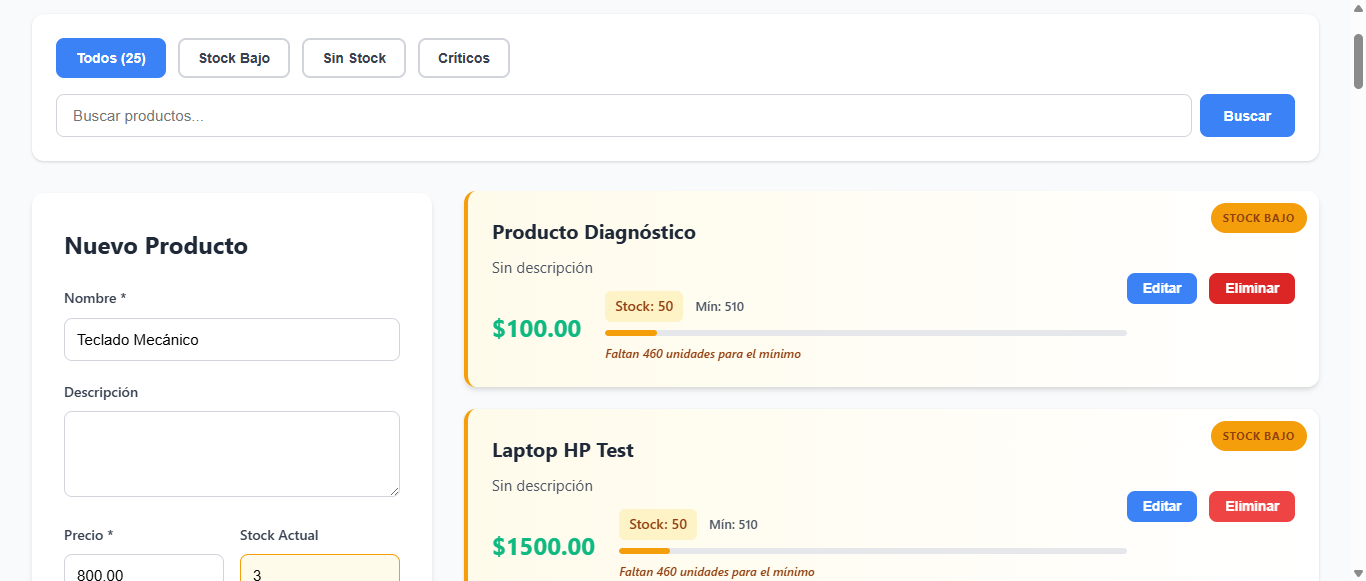 Todos (25) Stock Bajo Sin Stock Críticos
Buscar productos... Buscar
Nuevo Producto
Nombre *
Teclado Mecánico
Descripción
Precio * Stock Actual
800.00 3
STOCK BAJO
Producto Diagnóstico
Sin descripción
Editar Eliminar
Stock: 50 Mín: 510
$100.00
Faltan 460 unidades para el mínimo
STOCK BAJO
Laptop HP Test
Sin descripción
Editar Eliminar
Stock: 50 Mín: 510
$1500.00
Faltan 460 unidades para el mínimo